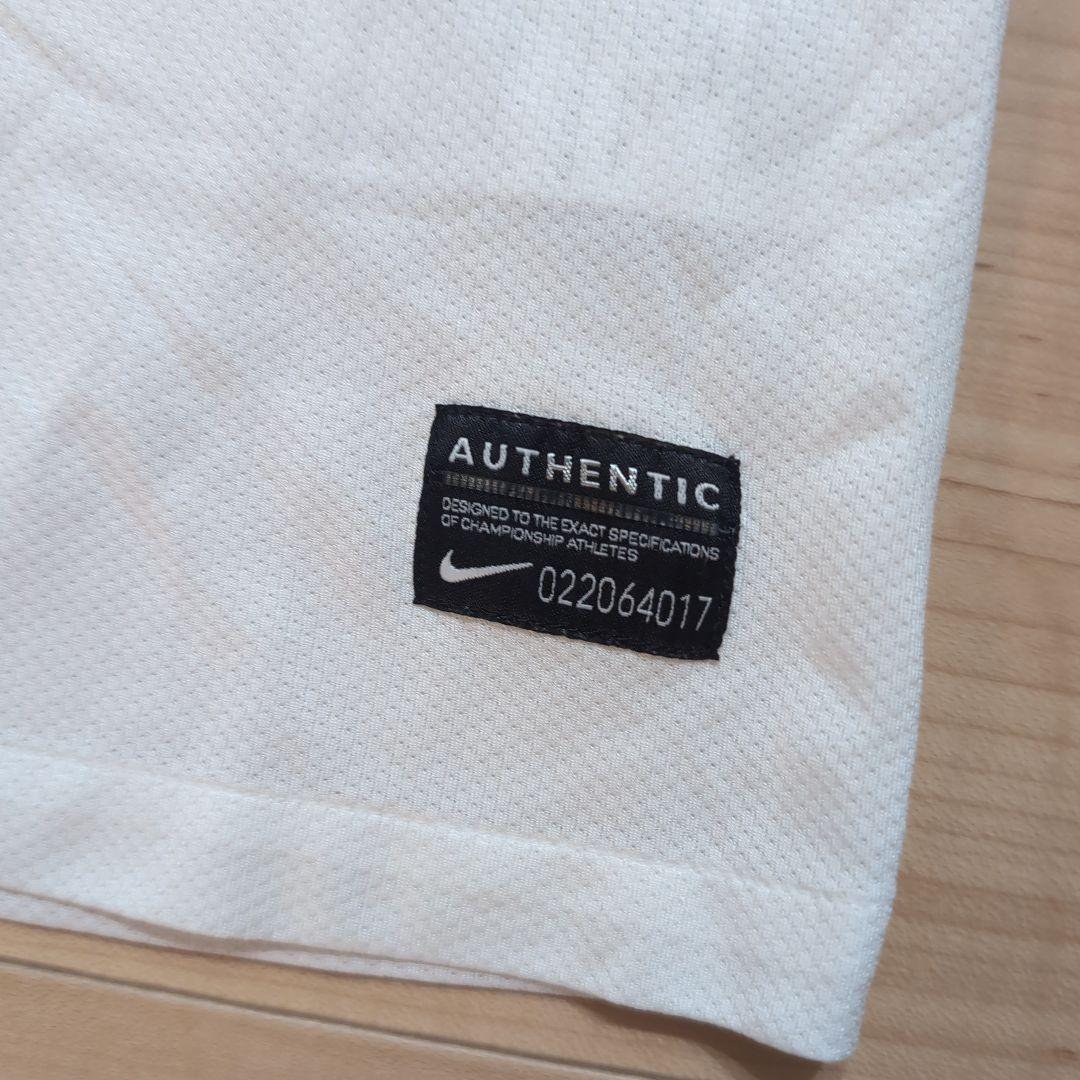 AUTHENTIC
DESIGNED TO THE EXACT SPECIFICATIONS
OF CHAMPIONSHIP ATHLETES
022064017